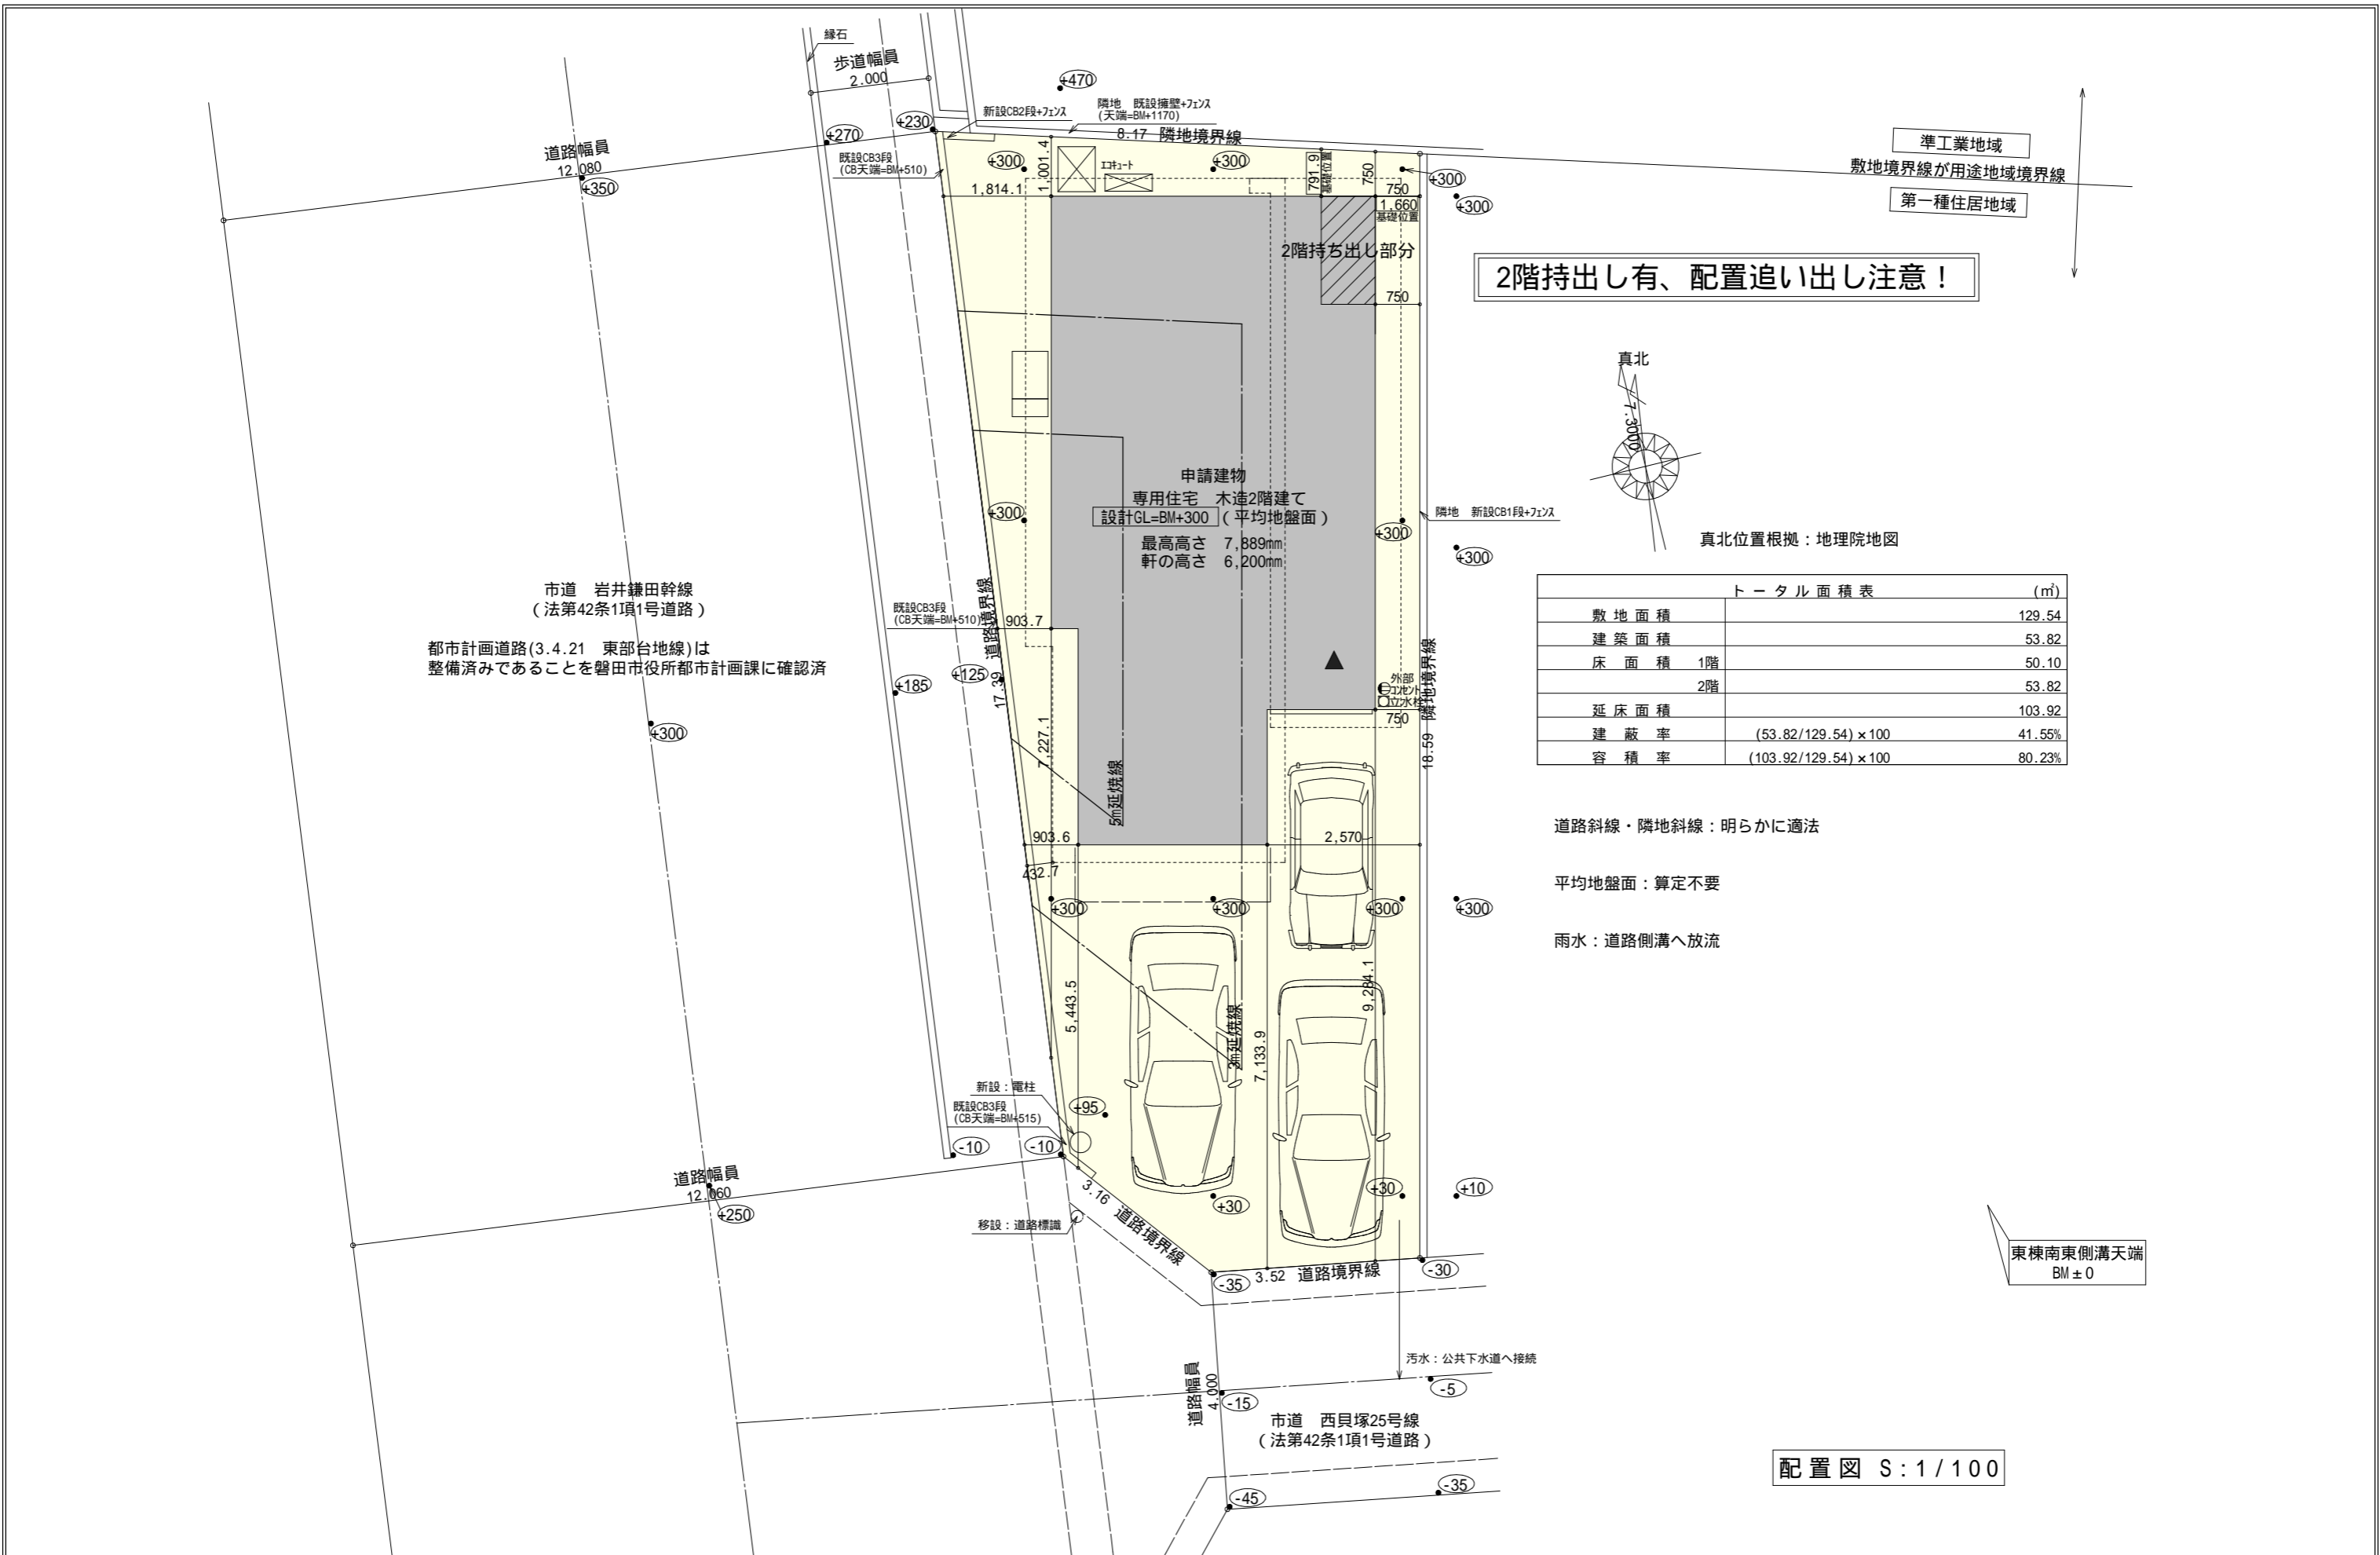 縁石
歩道幅員
2.000
+470
新設CB2段+フェンス
隣地 既設擁壁+フェンス
(天端=BM+1170)
+230
+270
8.17 隣地境界線
道路幅員
12.080
+350
既設CB3段
(CB天端=BM+510)
+300
1,001.4
エコキュート
+300
791.9
基礎位置
750
+300
準工業地域
敷地境界線が用途地域境界線
第一種住居地域
1,814.1
750
1,660
基礎位置
+300
2階持ち出し部分
2階持出し有、配置追い出し注意!
750
真北
7.3000
申請建物
専用住宅 木造2階建て
設計GL=BM+300 (平均地盤面)
最高高さ 7,889mm
軒の高さ 6,200mm
+300
+300
隣地 新設CB1段+フェンス
+300
真北位置根拠:地理院地図
市道 岩井鎌田幹線
(法第42条1項1号道路)
都市計画道路(3.4.21 東部台地線)は
整備済みであることを磐田市役所都市計画課に確認済
既設CB3段
(CB天端=BM+510)
903.7
17.39 道路境界線
トータル面積表 (㎡)
敷地面積 129.54
建築面積 53.82
床面積 1階 50.10
2階 53.82
延床面積 103.92
建蔽率 (53.82/129.54)×100 41.55%
容積率 (103.92/129.54)×100 80.23%
+185
+125
▲
外部
コンセント
立水栓
750
18.59 隣地境界線
+300
7,227.1
5m延焼線
903.6
2,570
432.7
道路斜線・隣地斜線:明らかに適法
平均地盤面:算定不要
雨水:道路側溝へ放流
+300
+300
+300
+300
5,443.5
9,284.1
3m延焼線
7,133.9
新設:電柱
既設CB3段
(CB天端=BM+515)
+95
-10
-10
道路幅員
12.060
+250
3.16 道路境界線
移設:道路標識
+30
+30
+10
-35
3.52 道路境界線
-30
東棟南東側溝天端
BM±0
汚水:公共下水道へ接続
道路幅員
4.000
-15
-5
市道 西貝塚25号線
(法第42条1項1号道路)
-45
-35
配置図 S:1/100